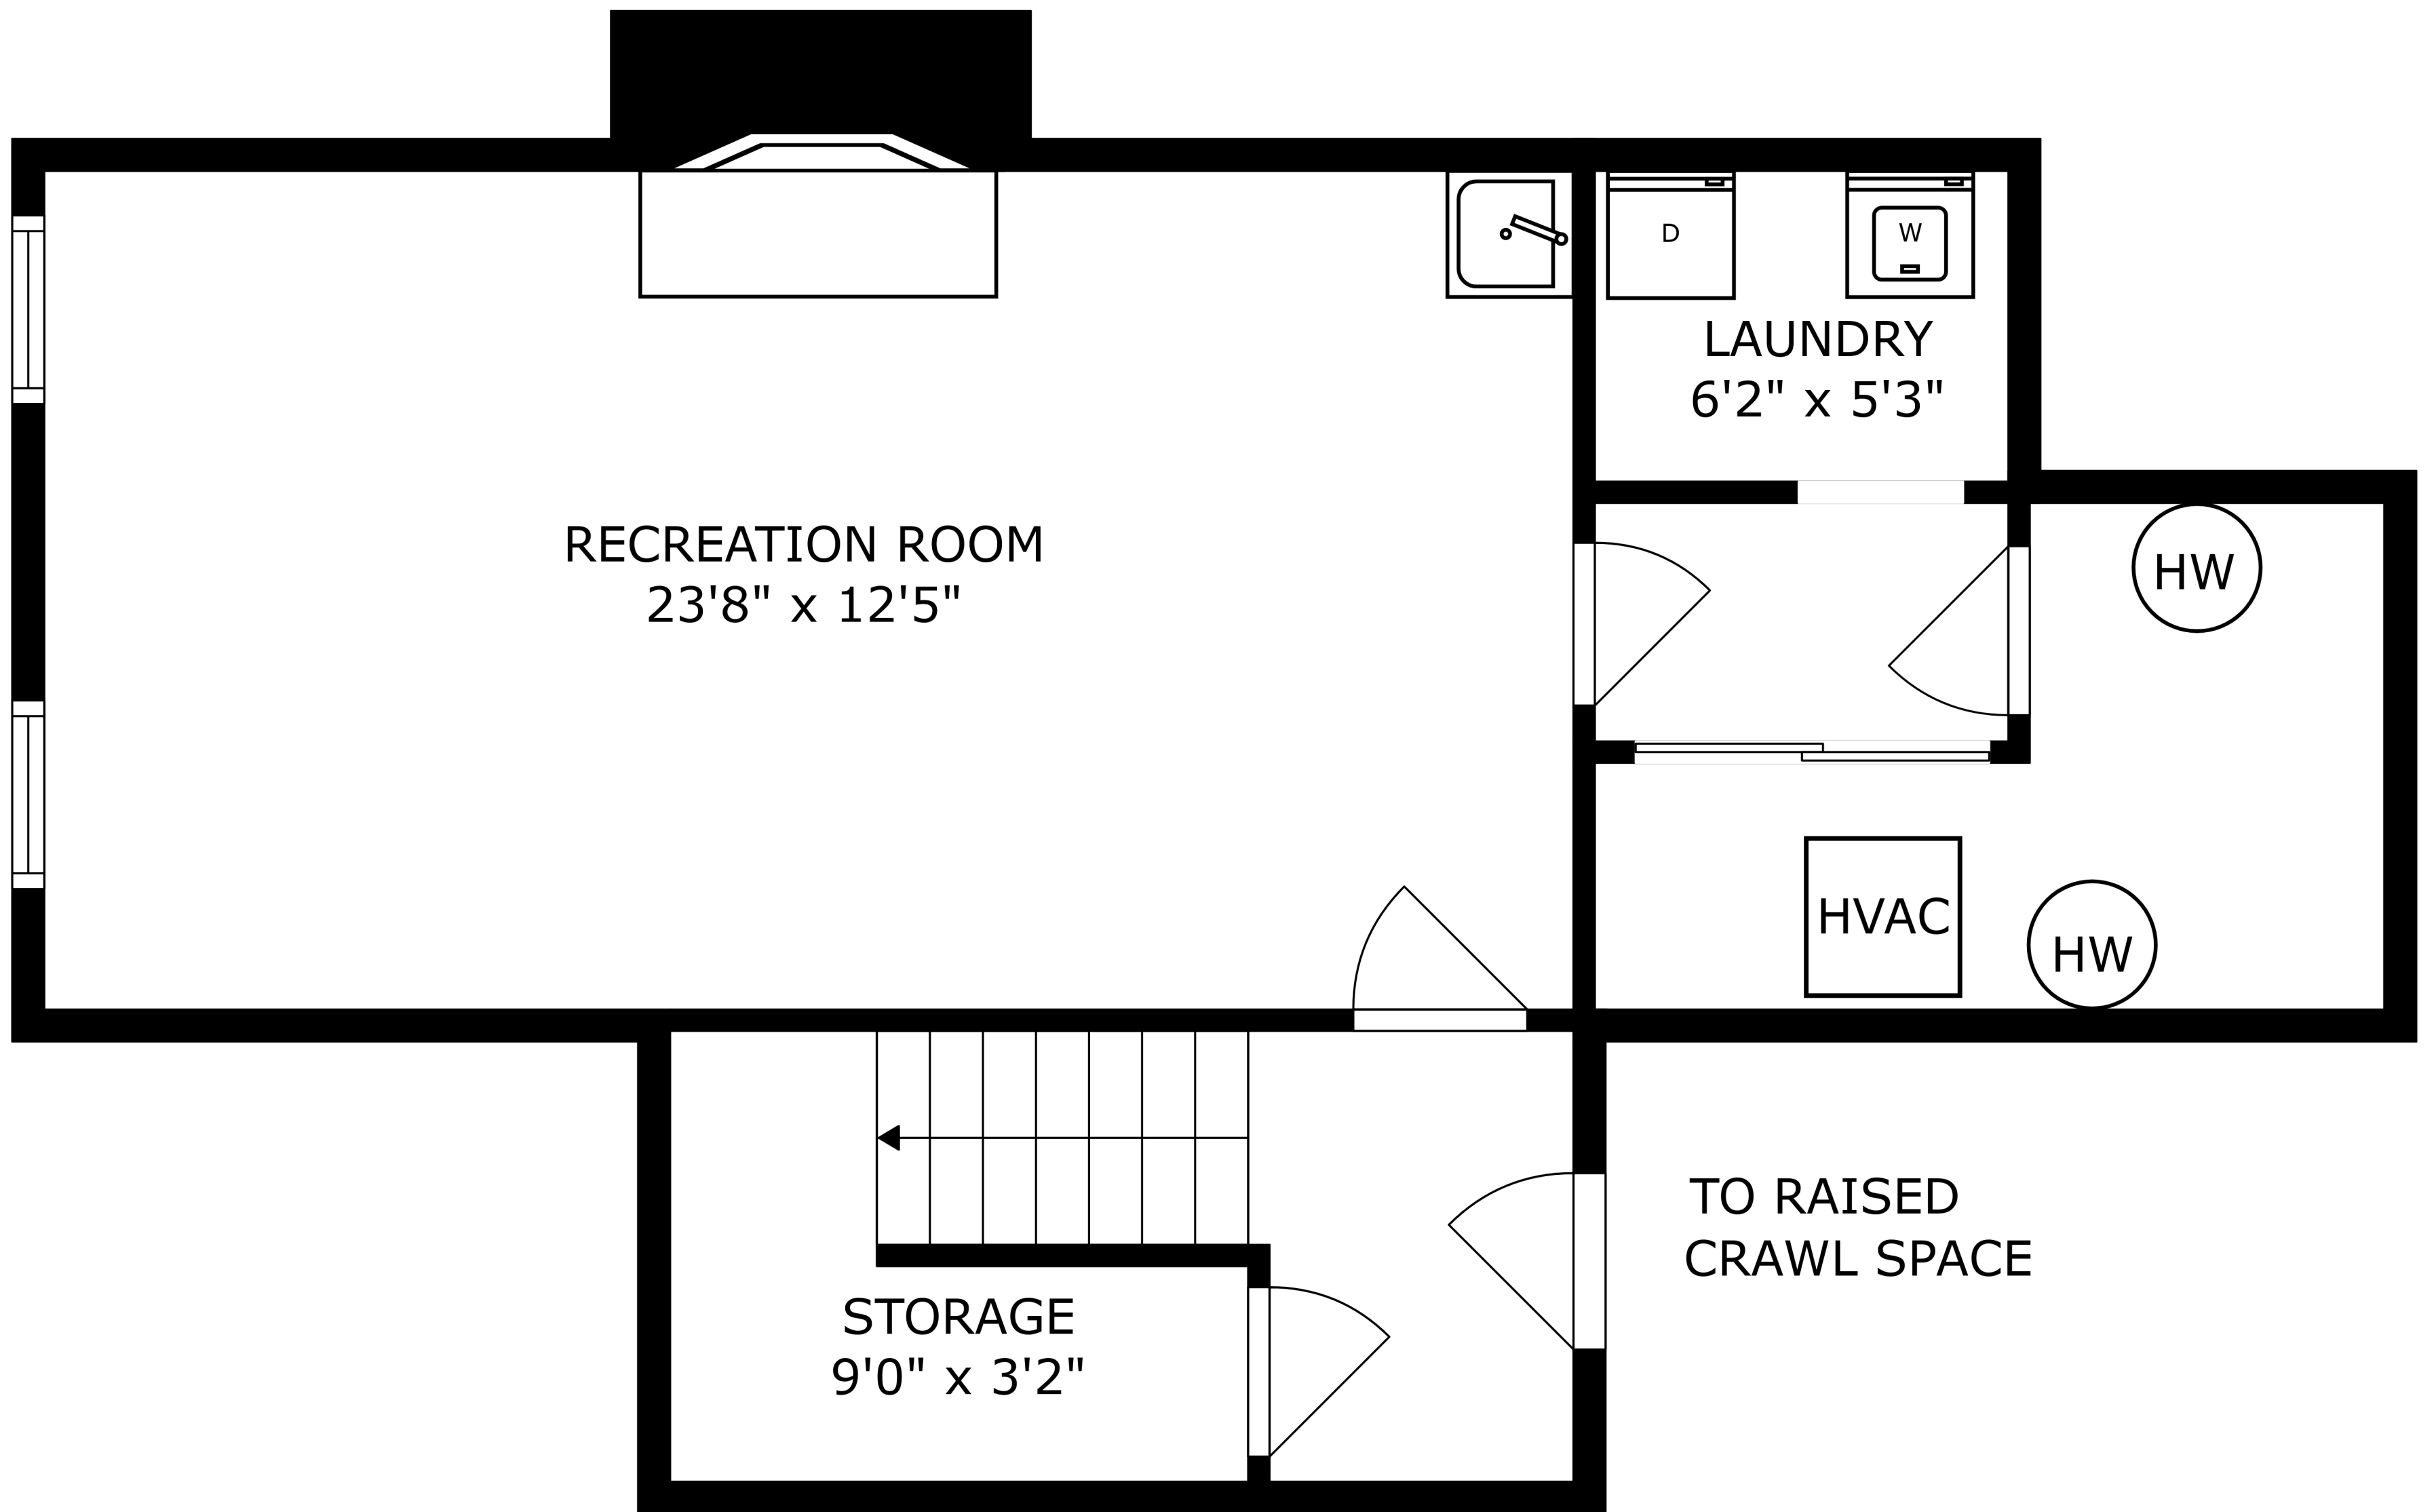 D
W
LAUNDRY
6'2" x 5'3"
RECREATION ROOM
23'8" x 12'5"
HW
HVAC
HW
TO RAISED
CRAWL SPACE
STORAGE
9'0" x 3'2"